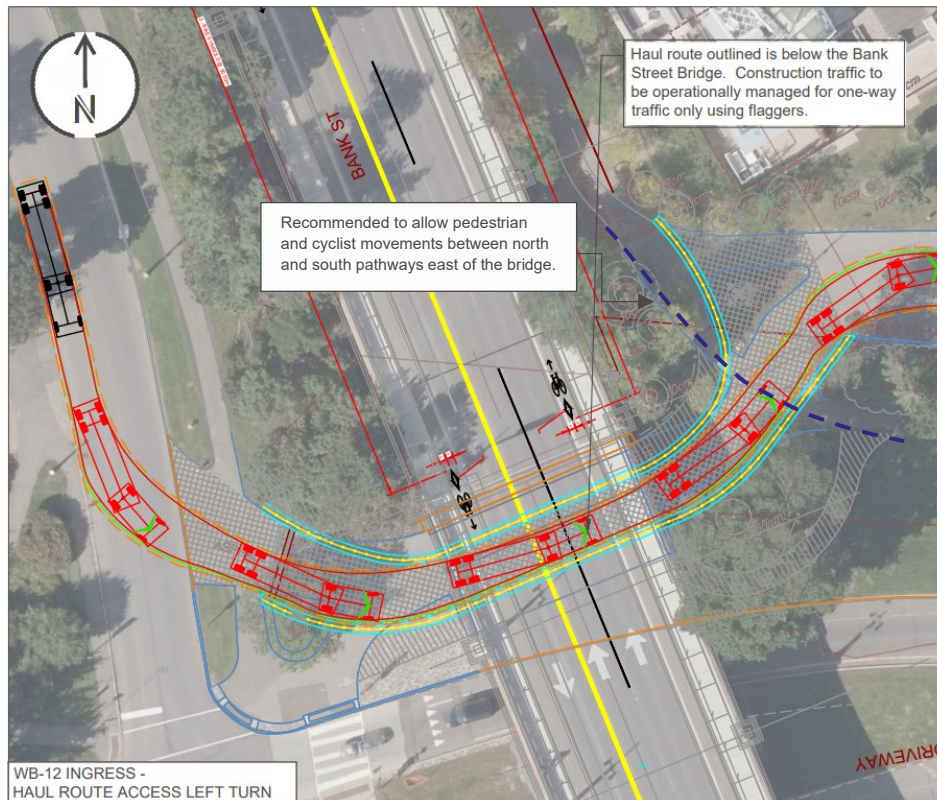 Haul route outlined is below the Bank
Street Bridge. Construction traffic to
be operationally managed for one-way
traffic only using flaggers.
N
BANK ST
Recommended to allow pedestrian
and cyclist movements between north
and south pathways east of the bridge.
DRIVEWAY
WB-12 INGRESS -
HAUL ROUTE ACCESS LEFT TURN